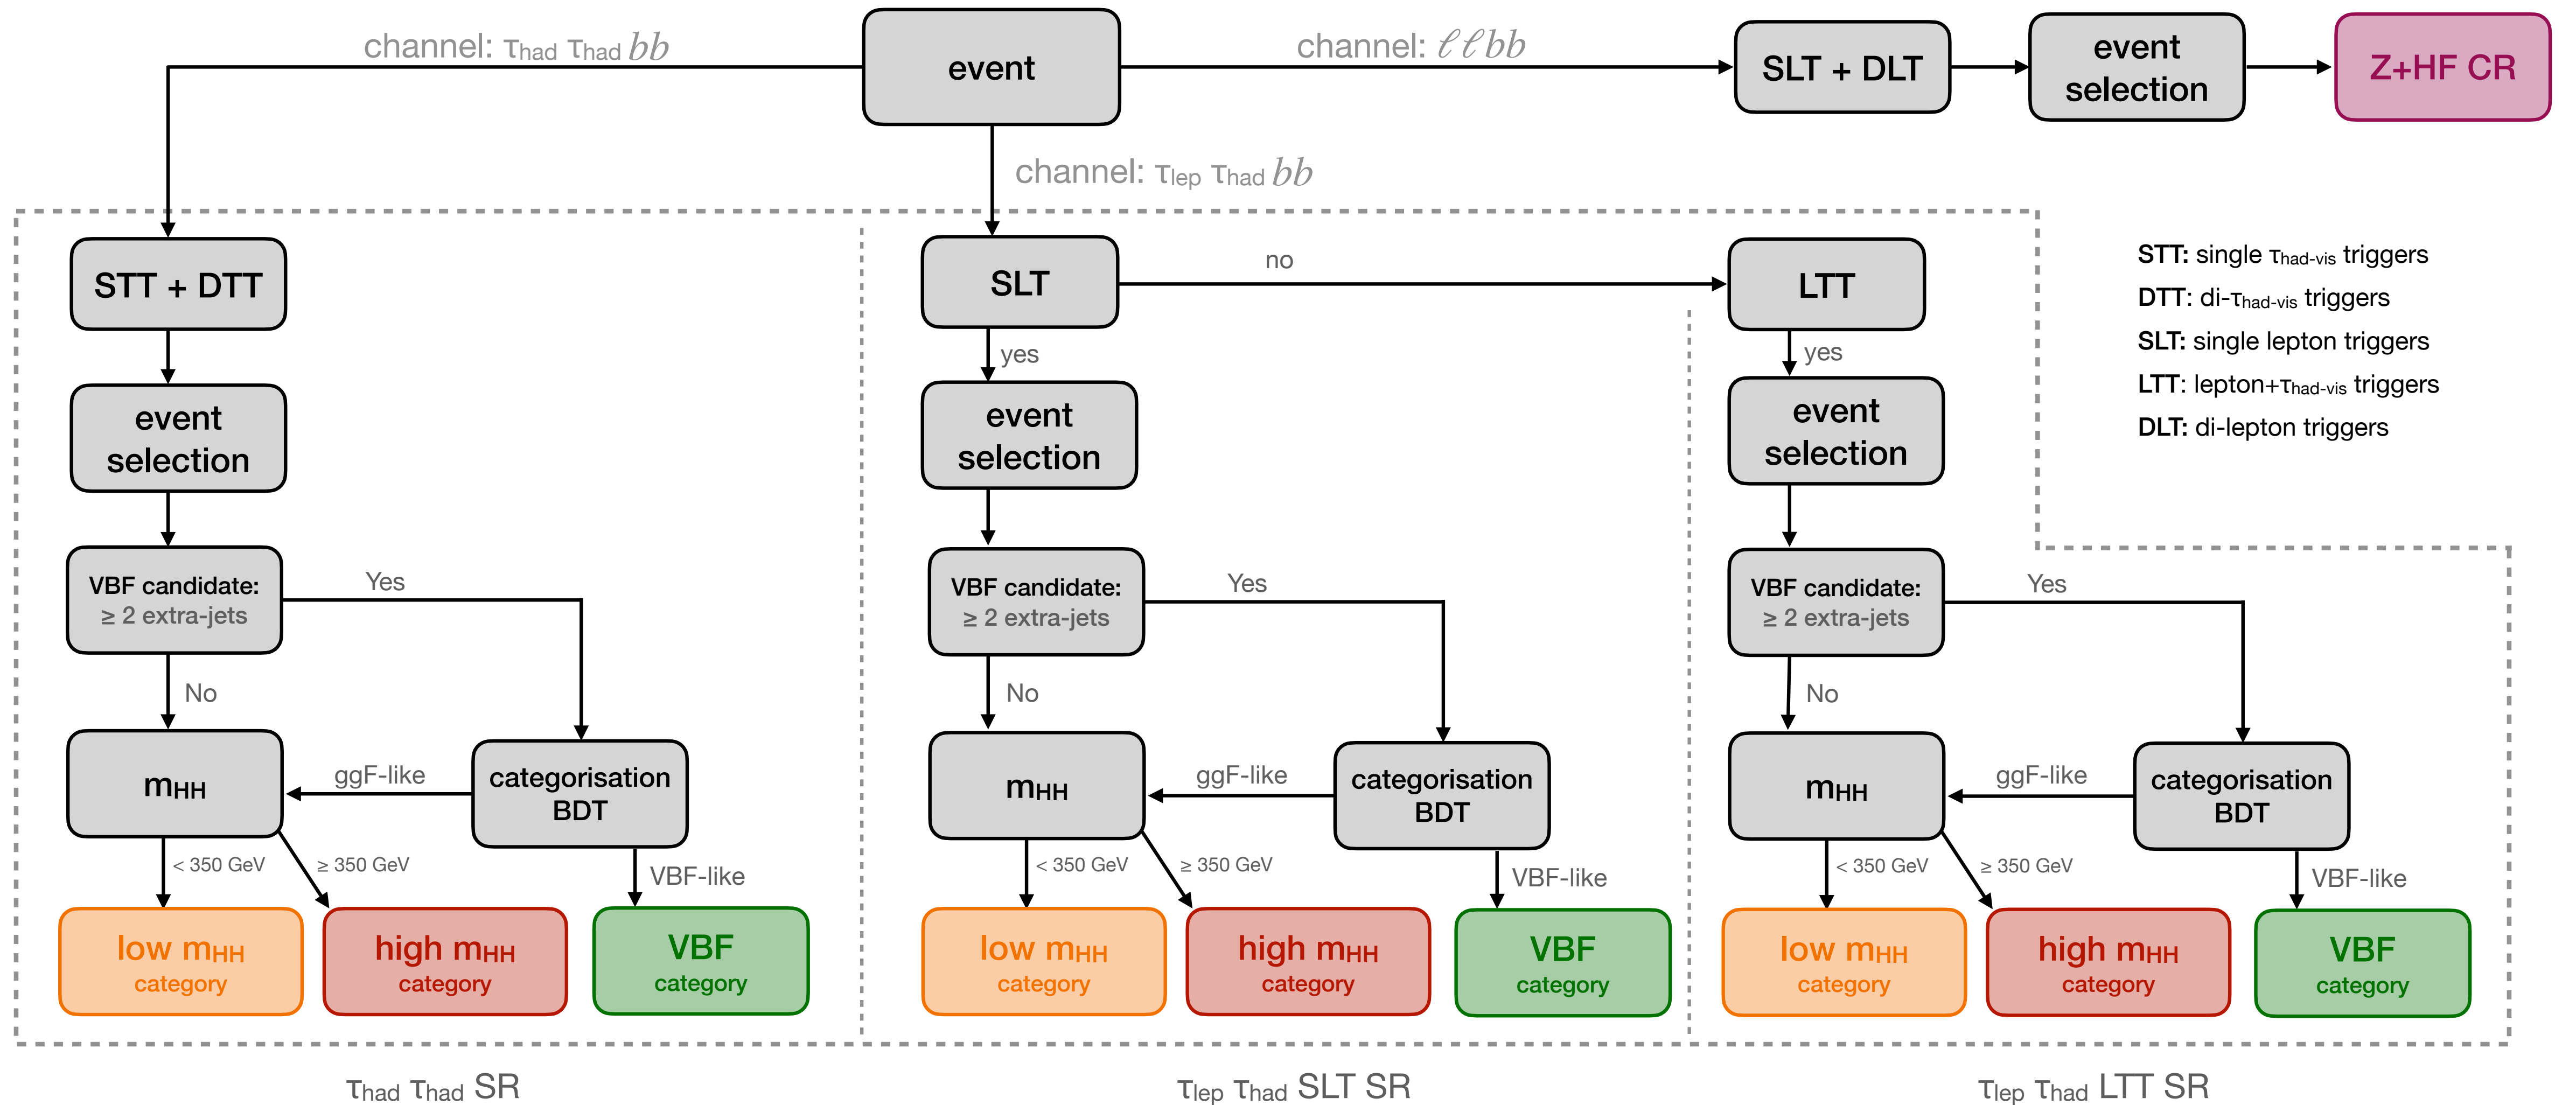 channel: τhad τhad bb
event
channel: ℓℓbb
SLT + DLT
event
selection
Z+HF CR
channel: τlep τhad bb
STT + DTT
SLT
no
LTT
STT: single τhad-vis triggers
DTT: di-τhad-vis triggers
SLT: single lepton triggers
LTT: lepton+τhad-vis triggers
DLT: di-lepton triggers
yes
yes
event
selection
event
selection
event
selection
VBF candidate:
≥ 2 extra-jets
Yes
VBF candidate:
≥ 2 extra-jets
Yes
VBF candidate:
≥ 2 extra-jets
Yes
No
No
No
mHH
ggF-like
categorisation
BDT
mHH
ggF-like
categorisation
BDT
mHH
ggF-like
categorisation
BDT
< 350 GeV
≥ 350 GeV
VBF-like
< 350 GeV
≥ 350 GeV
VBF-like
< 350 GeV
≥ 350 GeV
VBF-like
low mHH
category
high mHH
category
VBF
category
low mHH
category
high mHH
category
VBF
category
low mHH
category
high mHH
category
VBF
category
τhad τhad SR
τlep τhad SLT SR
τlep τhad LTT SR